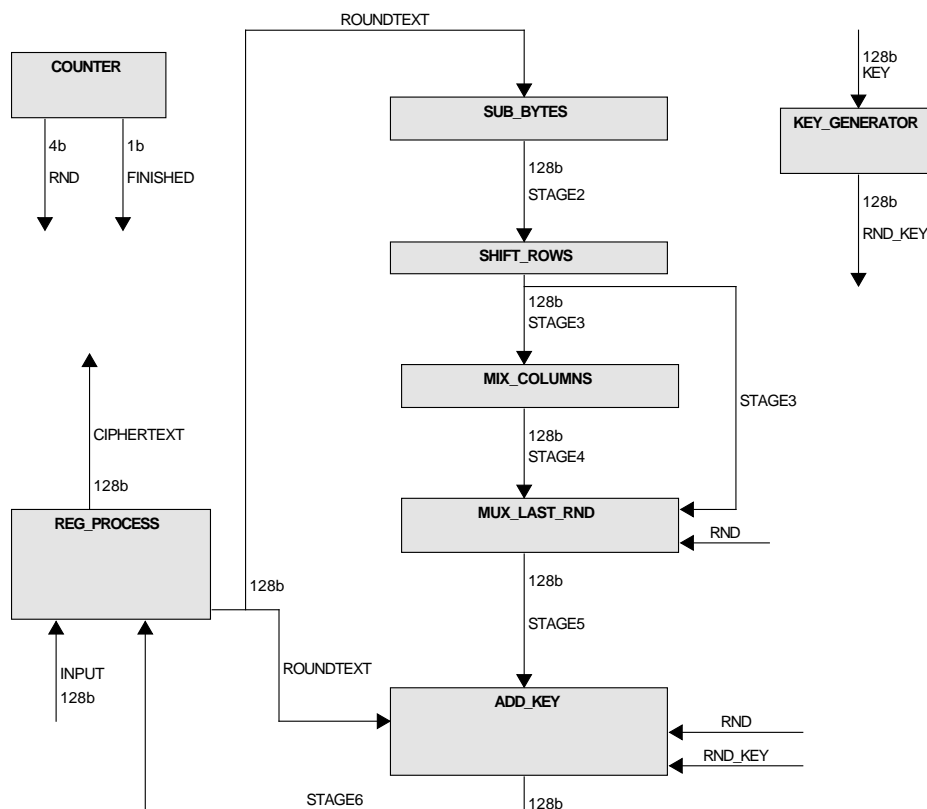 ROUNDTEXT
COUNTER
128b
KEY
SUB_BYTES
KEY_GENERATOR
4b
1b
RND
FINISHED
128b
STAGE2
128b
RND_KEY
SHIFT_ROWS
128b
STAGE3
MIX_COLUMNS
STAGE3
CIPHERTEXT
128b
STAGE4
128b
REG_PROCESS
MUX_LAST_RND
RND
128b
128b
STAGE5
INPUT
128b
ROUNDTEXT
ADD_KEY
RND
RND_KEY
STAGE6
128b